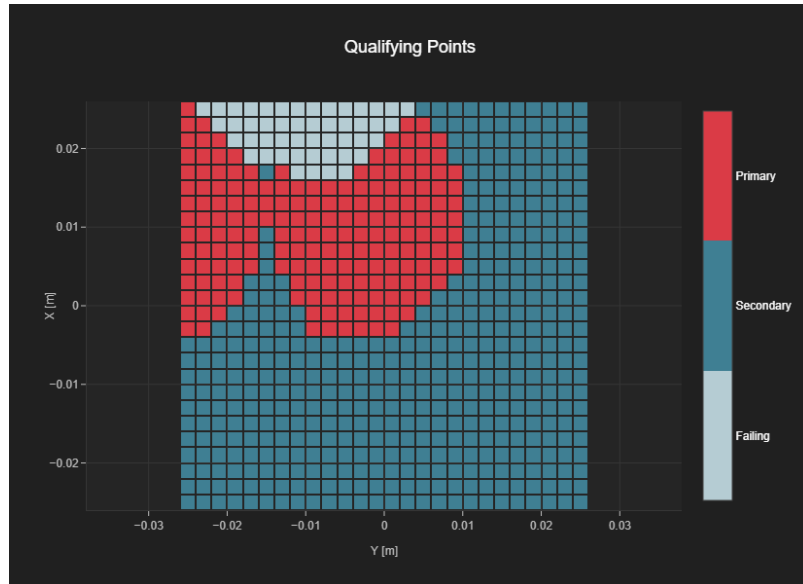 Qualifying Points
0.02
0.01
0
−0.01
−0.02
X [m]
−0.03
−0.02
−0.01
0
0.01
0.02
0.03
Y [m]
Primary
Secondary
Failing